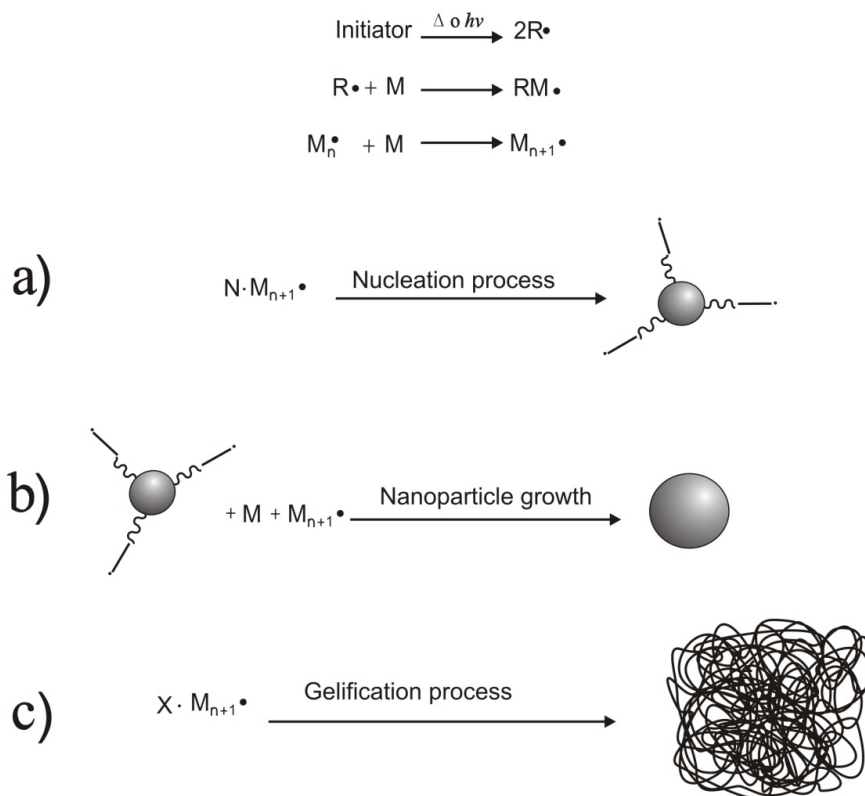 Initiator Δ o hν 2R•
R• + M RM•
Mₙ• + M Mₙ₊₁•
a) N·Mₙ₊₁• Nucleation process
b) + M + Mₙ₊₁• Nanoparticle growth
c) X· Mₙ₊₁• Gelification process